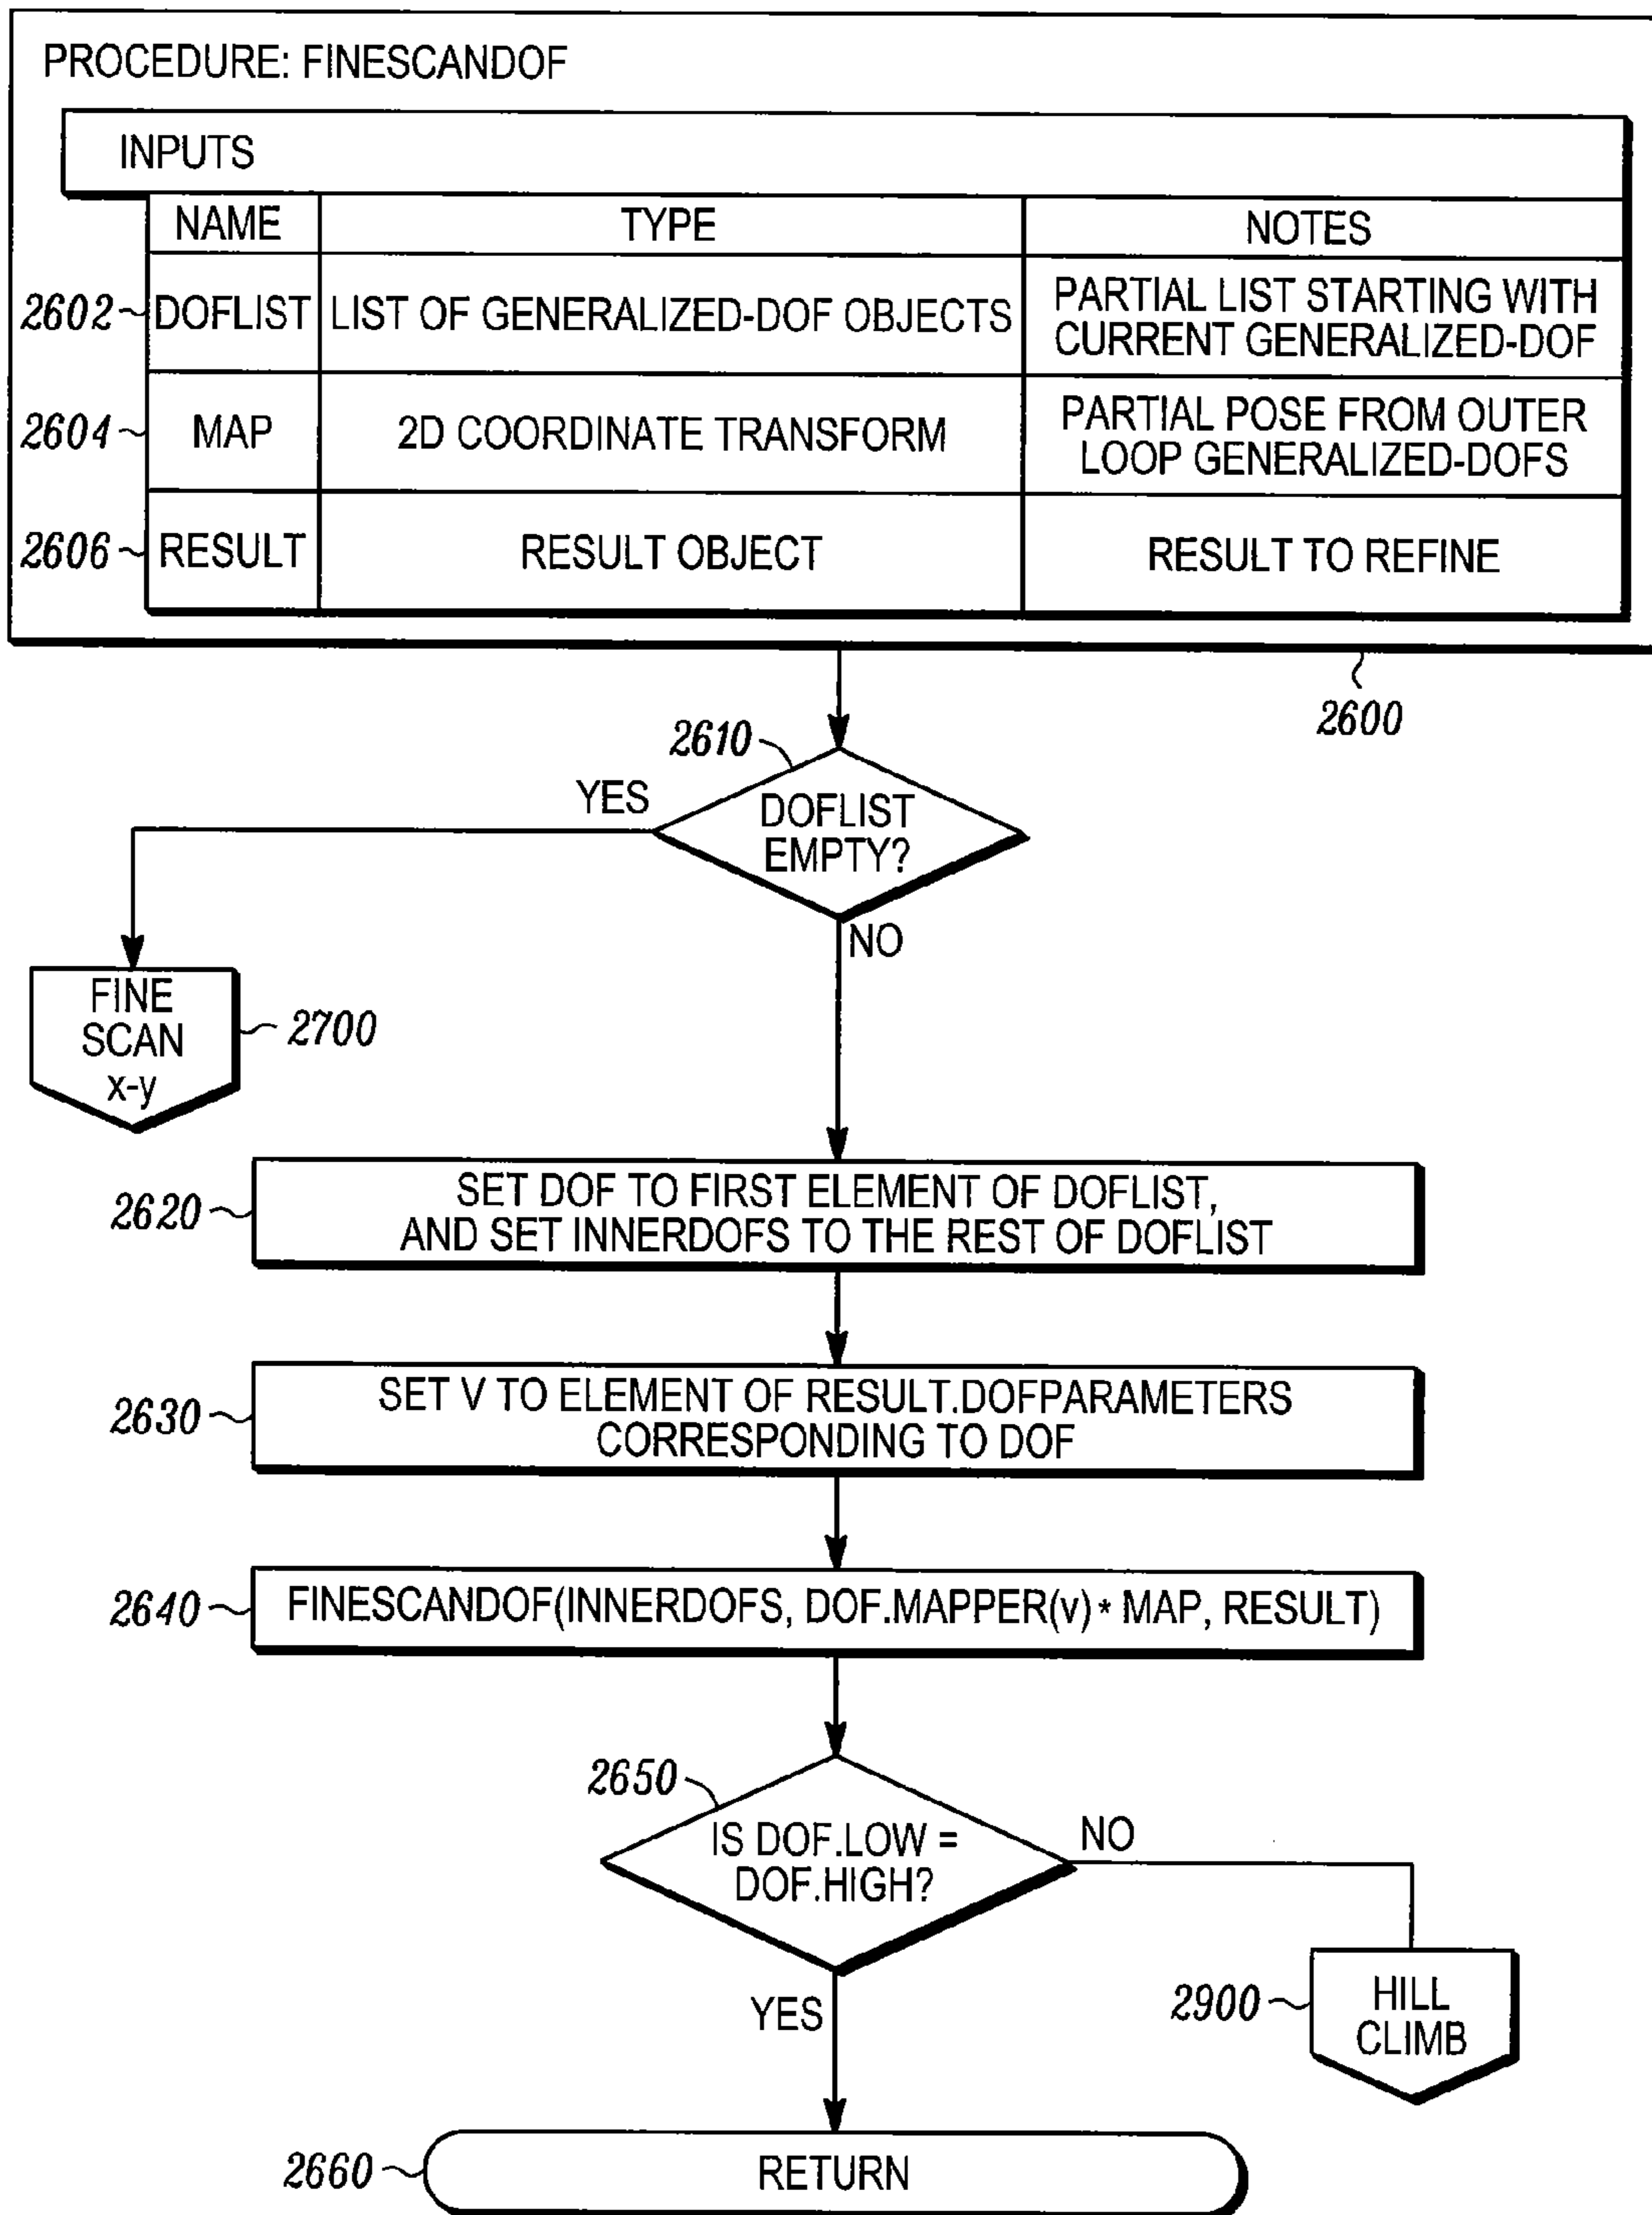 PROCEDURE: FINESCANDOF
INPUTS
NAME TYPE NOTES
2602 DOFLIST LIST OF GENERALIZED-DOF OBJECTS PARTIAL LIST STARTING WITH
CURRENT GENERALIZED-DOF
2604 MAP 2D COORDINATE TRANSFORM PARTIAL POSE FROM OUTER
LOOP GENERALIZED-DOFS
2606 RESULT RESULT OBJECT RESULT TO REFINE
2600
2610
YES
DOFLIST
EMPTY?
NO
FINE
SCAN
x-y
2700
2620
SET DOF TO FIRST ELEMENT OF DOFLIST,
AND SET INNERDOFS TO THE REST OF DOFLIST
2630
SET V TO ELEMENT OF RESULT.DOFPARAMETERS
CORRESPONDING TO DOF
2640
FINESCANDOF(INNERDOFS, DOF.MAPPER(v) * MAP, RESULT)
2650
IS DOF.LOW =
DOF.HIGH?
NO
YES
2900
HILL
CLIMB
2660
RETURN